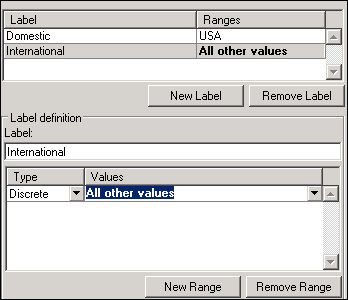 Label Ranges
Domestic USA
International All other values
New Label Remove Label
Label definition
Label:
International
Type Values
Discrete All other values
New Range Remove Range